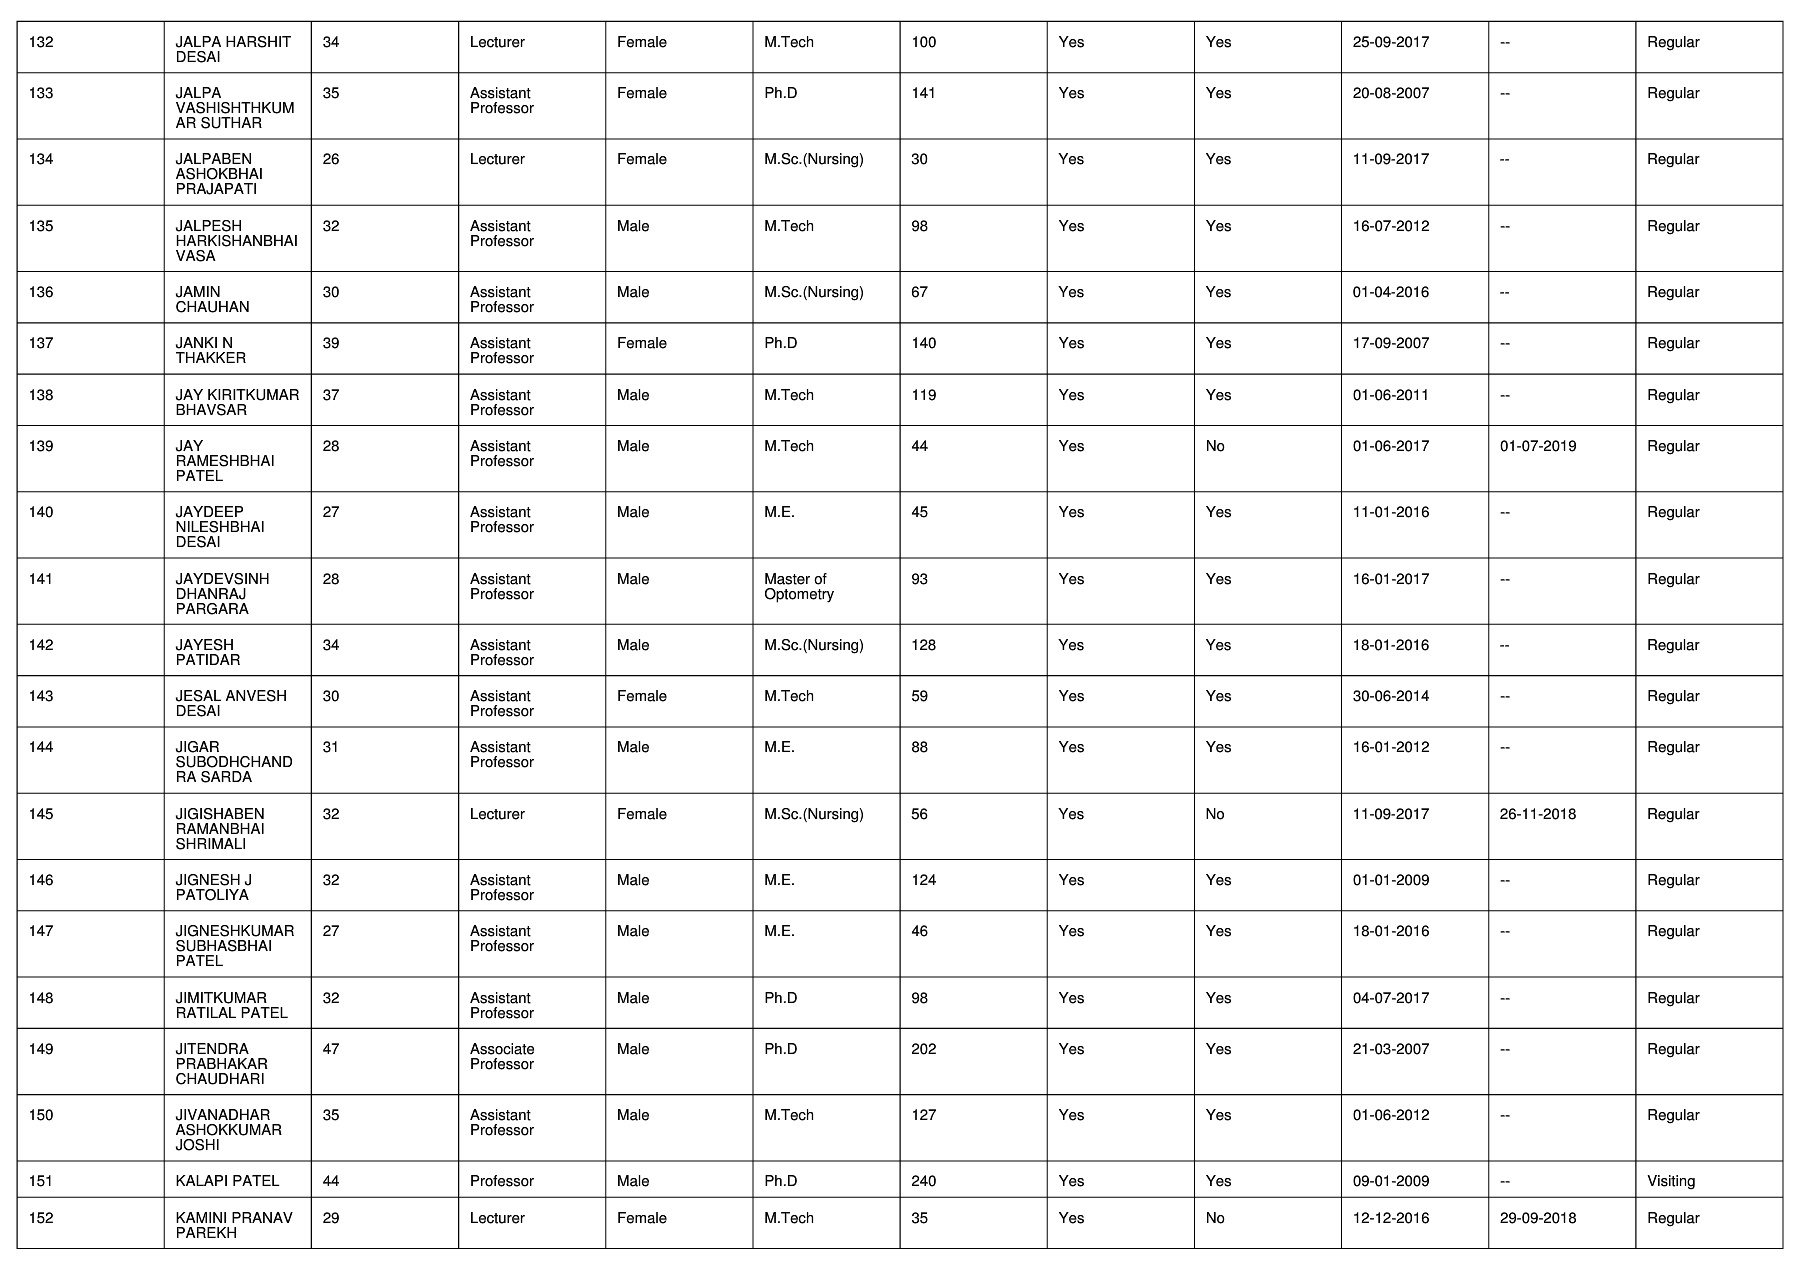 132 JALPA HARSHIT 34 Lecturer Female M.Tech 100 Yes Yes 25-09-2017 -- Regular
DESAI
133 JALPA 35 Assistant Female Ph.D 141 Yes Yes 20-08-2007 -- Regular
VASHISHTHKUM Professor
AR SUTHAR
134 JALPABEN 26 Lecturer Female M.Sc.(Nursing) 30 Yes Yes 11-09-2017 -- Regular
ASHOKBHAI
PRAJAPATI
135 JALPESH 32 Assistant Male M.Tech 98 Yes Yes 16-07-2012 -- Regular
HARKISHANBHAI Professor
VASA
136 JAMIN 30 Assistant Male M.Sc.(Nursing) 67 Yes Yes 01-04-2016 -- Regular
CHAUHAN Professor
137 JANKI N 39 Assistant Female Ph.D 140 Yes Yes 17-09-2007 -- Regular
THAKKER Professor
138 JAY KIRITKUMAR 37 Assistant Male M.Tech 119 Yes Yes 01-06-2011 -- Regular
BHAVSAR Professor
139 JAY 28 Assistant Male M.Tech 44 Yes No 01-06-2017 01-07-2019 Regular
RAMESHBHAI Professor
PATEL
140 JAYDEEP 27 Assistant Male M.E. 45 Yes Yes 11-01-2016 -- Regular
NILESHBHAI Professor
DESAI
141 JAYDEVSINH 28 Assistant Male Master of 93 Yes Yes 16-01-2017 -- Regular
DHANRAJ Professor Optometry
PARGARA
142 JAYESH 34 Assistant Male M.Sc.(Nursing) 128 Yes Yes 18-01-2016 -- Regular
PATIDAR Professor
143 JESAL ANVESH 30 Assistant Female M.Tech 59 Yes Yes 30-06-2014 -- Regular
DESAI Professor
144 JIGAR 31 Assistant Male M.E. 88 Yes Yes 16-01-2012 -- Regular
SUBODHCHAND Professor
RA SARDA
145 JIGISHABEN 32 Lecturer Female M.Sc.(Nursing) 56 Yes No 11-09-2017 26-11-2018 Regular
RAMANBHAI
SHRIMALI
146 JIGNESH J 32 Assistant Male M.E. 124 Yes Yes 01-01-2009 -- Regular
PATOLIYA Professor
147 JIGNESHKUMAR 27 Assistant Male M.E. 46 Yes Yes 18-01-2016 -- Regular
SUBHASBHAI Professor
PATEL
148 JIMITKUMAR 32 Assistant Male Ph.D 98 Yes Yes 04-07-2017 -- Regular
RATILAL PATEL Professor
149 JITENDRA 47 Associate Male Ph.D 202 Yes Yes 21-03-2007 -- Regular
PRABHAKAR Professor
CHAUDHARI
150 JIVANADHAR 35 Assistant Male M.Tech 127 Yes Yes 01-06-2012 -- Regular
ASHOKKUMAR Professor
JOSHI
151 KALAPI PATEL 44 Professor Male Ph.D 240 Yes Yes 09-01-2009 -- Visiting
152 KAMINI PRANAV 29 Lecturer Female M.Tech 35 Yes No 12-12-2016 29-09-2018 Regular
PAREKH